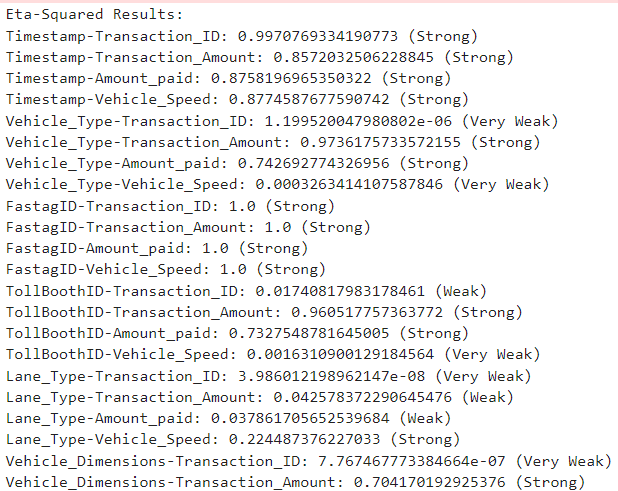 Eta-Squared Results:
Timestamp-Transaction_ID: 0.9970769334190773 (Strong)
Timestamp-Transaction_Amount: 0.8572032506228845 (Strong)
Timestamp-Amount_paid: 0.8758196965350322 (Strong)
Timestamp-Vehicle_Speed: 0.8774587677590742 (Strong)
Vehicle_Type-Transaction_ID: 1.199520047980802e-06 (Very Weak)
Vehicle_Type-Transaction_Amount: 0.9736175733572155 (Strong)
Vehicle_Type-Amount_paid: 0.742692774326956 (Strong)
Vehicle_Type-Vehicle_Speed: 0.0003263414107587846 (Very Weak)
FastagID-Transaction_ID: 1.0 (Strong)
FastagID-Transaction_Amount: 1.0 (Strong)
FastagID-Amount_paid: 1.0 (Strong)
FastagID-Vehicle_Speed: 1.0 (Strong)
TollBoothID-Transaction_ID: 0.01740817983178461 (Weak)
TollBoothID-Transaction_Amount: 0.960517757363772 (Strong)
TollBoothID-Amount_paid: 0.7327548781645005 (Strong)
TollBoothID-Vehicle_Speed: 0.0016310900129184564 (Very Weak)
Lane_Type-Transaction_ID: 3.986012198962147e-08 (Very Weak)
Lane_Type-Transaction_Amount: 0.042578372290645476 (Weak)
Lane_Type-Amount_paid: 0.037861705652539684 (Weak)
Lane_Type-Vehicle_Speed: 0.224487376227033 (Strong)
Vehicle_Dimensions-Transaction_ID: 7.767467773384664e-07 (Very Weak)
Vehicle_Dimensions-Transaction_Amount: 0.704170192925376 (Strong)